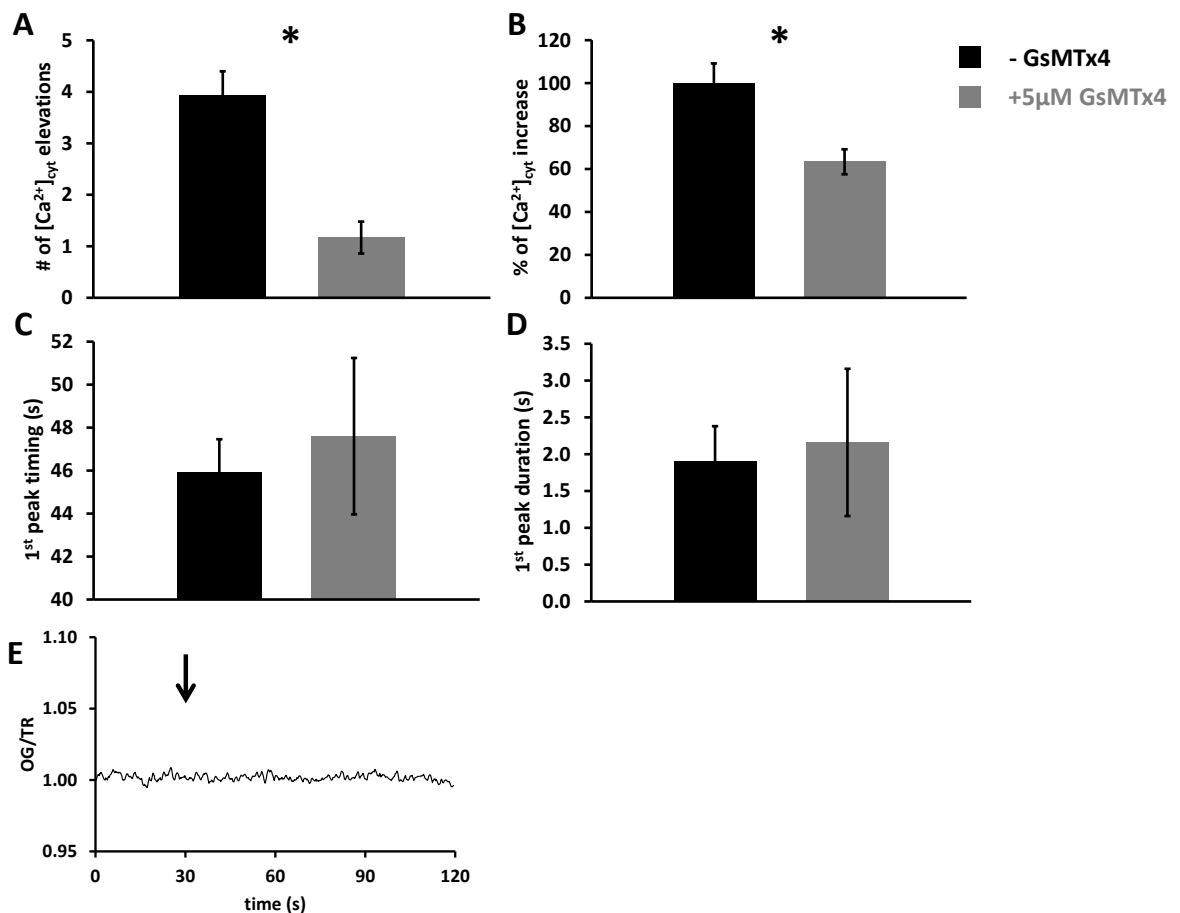 A
*
# of [Ca²⁺]cyt elevations
5
4
3
2
1
0
B
*
% of [Ca²⁺]cyt increase
120
100
80
60
40
20
0
- GsMTx4
+5µM GsMTx4
C
1st peak timing (s)
52
50
48
46
44
42
40
D
1st peak duration (s)
3.5
3.0
2.5
2.0
1.5
1.0
0.5
0.0
E
OG/TR
1.10
1.05
1.00
0.95
0 30 60 90 120
time (s)